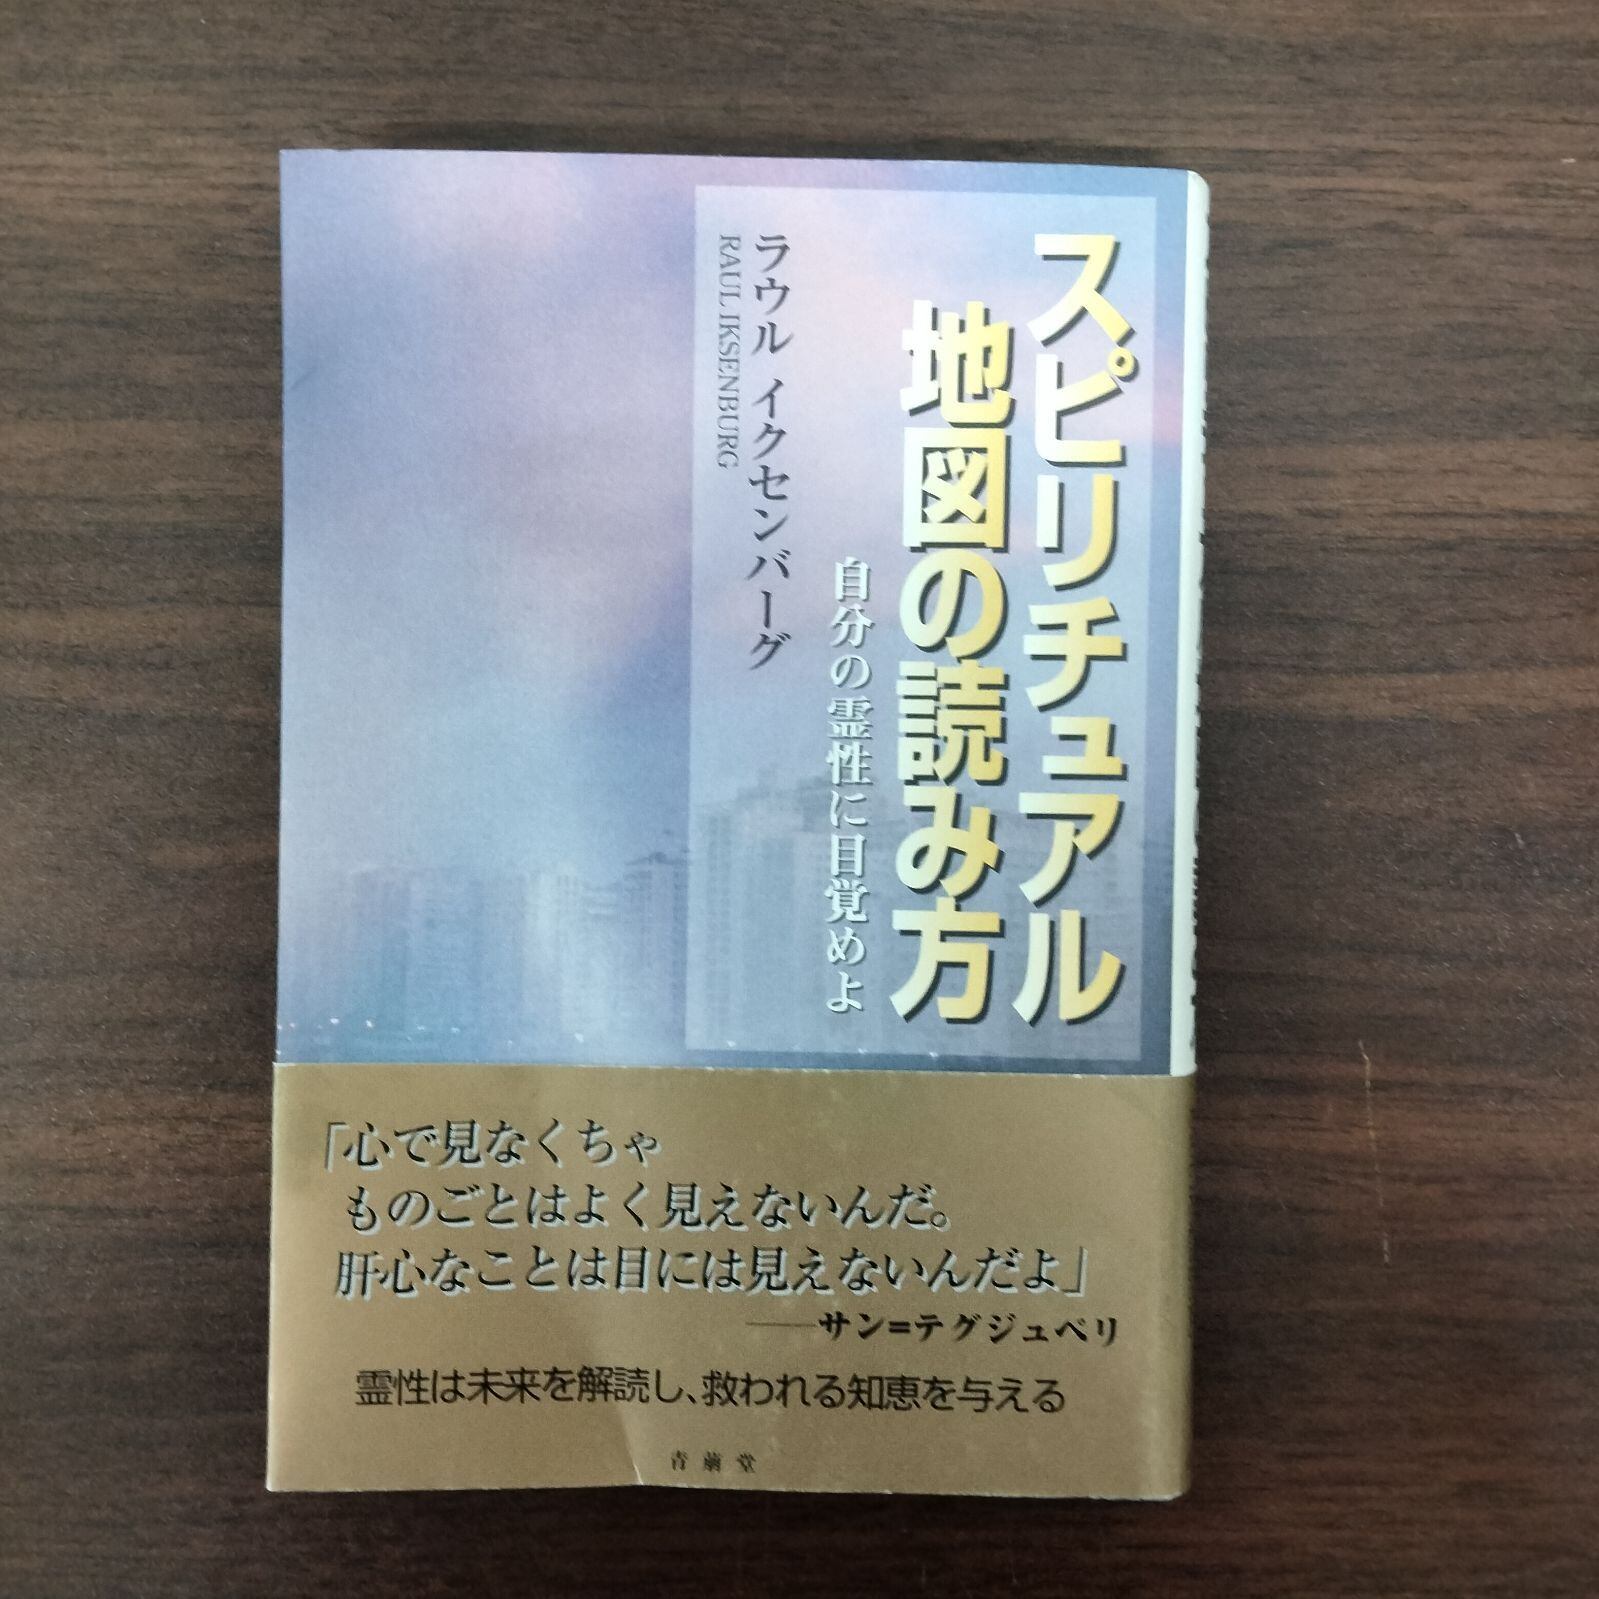 スピリチュアル
地図の読み方
自分の霊性に目覚めよ
ラウル イクセンバーグ
RAUL IKSENBURG
「心で見なくちゃ
ものごとはよく見えないんだ。
肝心なことは目には見えないんだよ」
——サン=テグジュペリ
霊性は未来を解読し、救われる知恵を与える
青萠堂